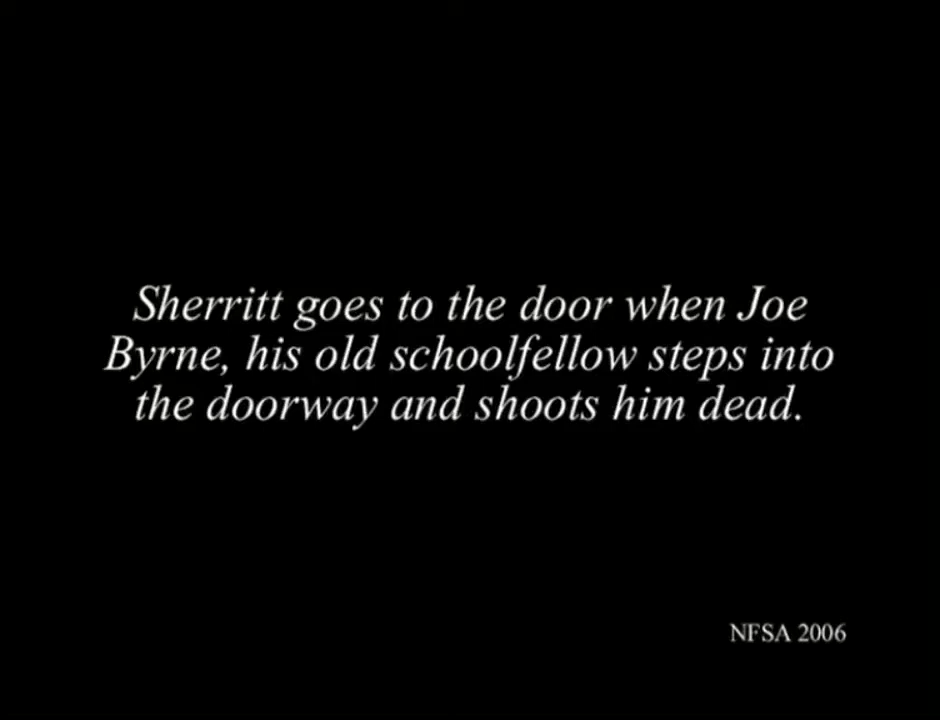 Sherritt goes to the door when Joe
Byrne, his old schoolfellow steps into
the doorway and shoots him dead.
NFSA 2006